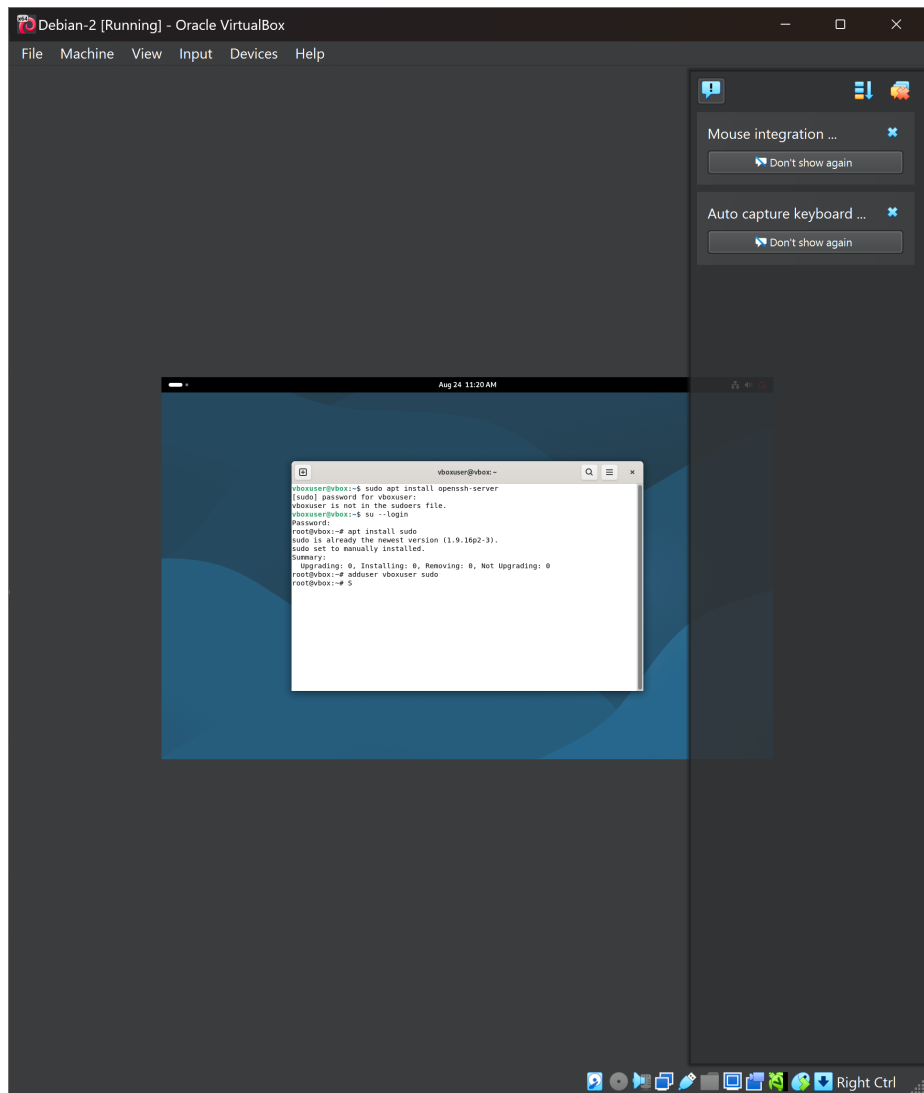 Debian-2 [Running] - Oracle VirtualBox
File Machine View Input Devices Help
Mouse integration ...
Don't show again
Auto capture keyboard ...
Don't show again
Aug 24 11:20 AM
vboxuser@vbox: ~
vboxuser@vbox:~$ sudo apt install openssh-server
[sudo] password for vboxuser:
vboxuser is not in the sudoers file.
vboxuser@vbox:~$ su --login
Password:
root@vbox:~# apt install sudo
sudo is already the newest version (1.9.16p2-3).
sudo set to manually installed.
Summary:
  Upgrading: 0, Installing: 0, Removing: 0, Not Upgrading: 0
root@vbox:~# adduser vboxuser sudo
root@vbox:~# S
Right Ctrl